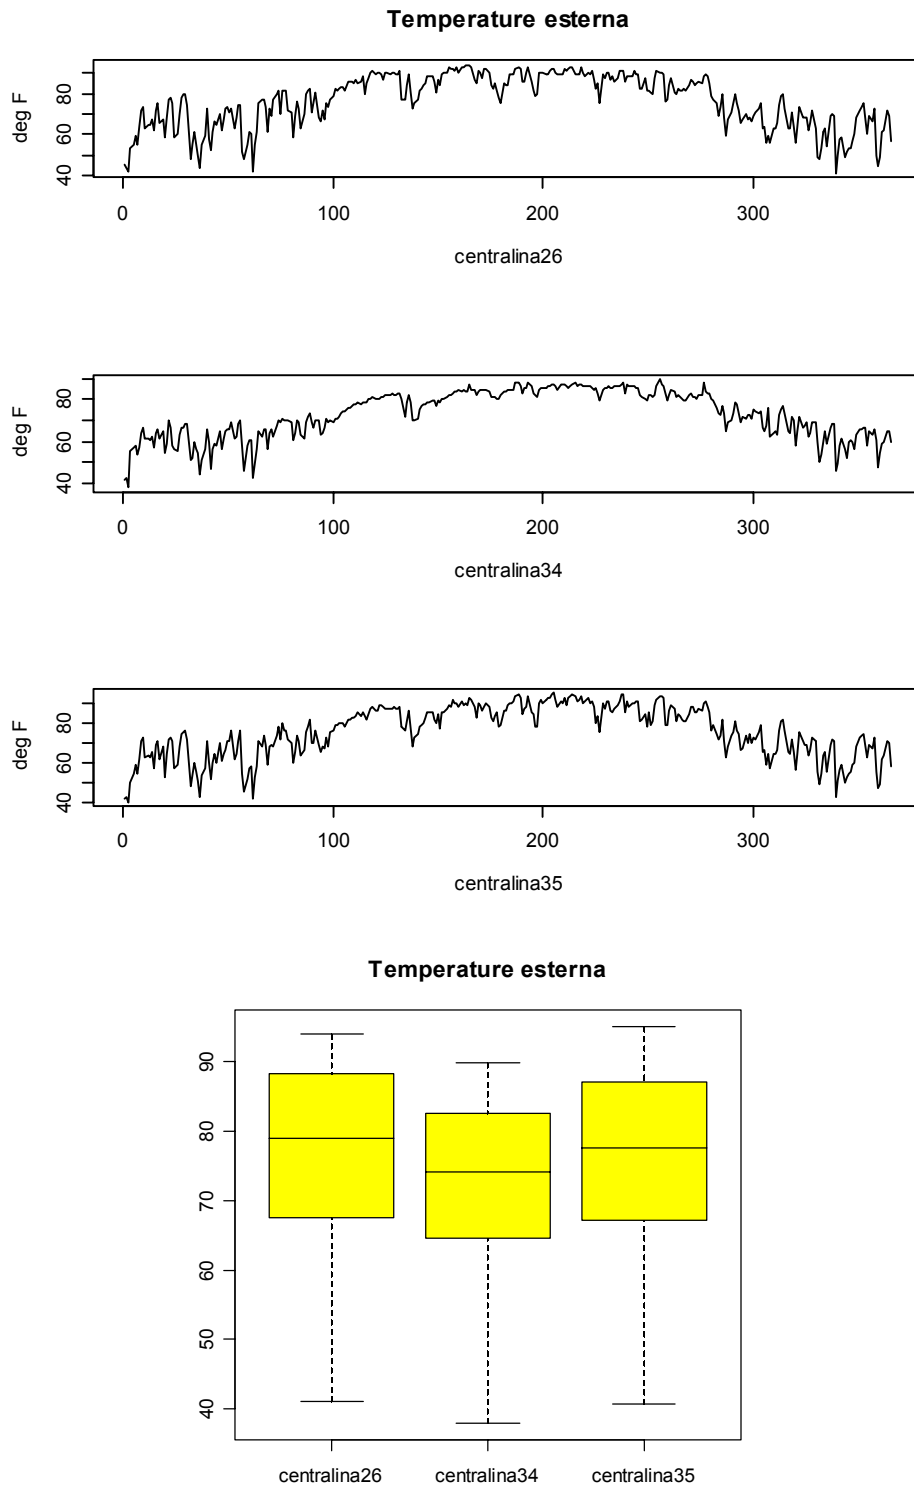 Temperature esterna
deg F
40 60 80
0 100 200 300
centralina26
deg F
40 60 80
0 100 200 300
centralina34
deg F
40 60 80
0 100 200 300
centralina35
Temperature esterna
90
80
70
60
50
40
centralina26 centralina34 centralina35